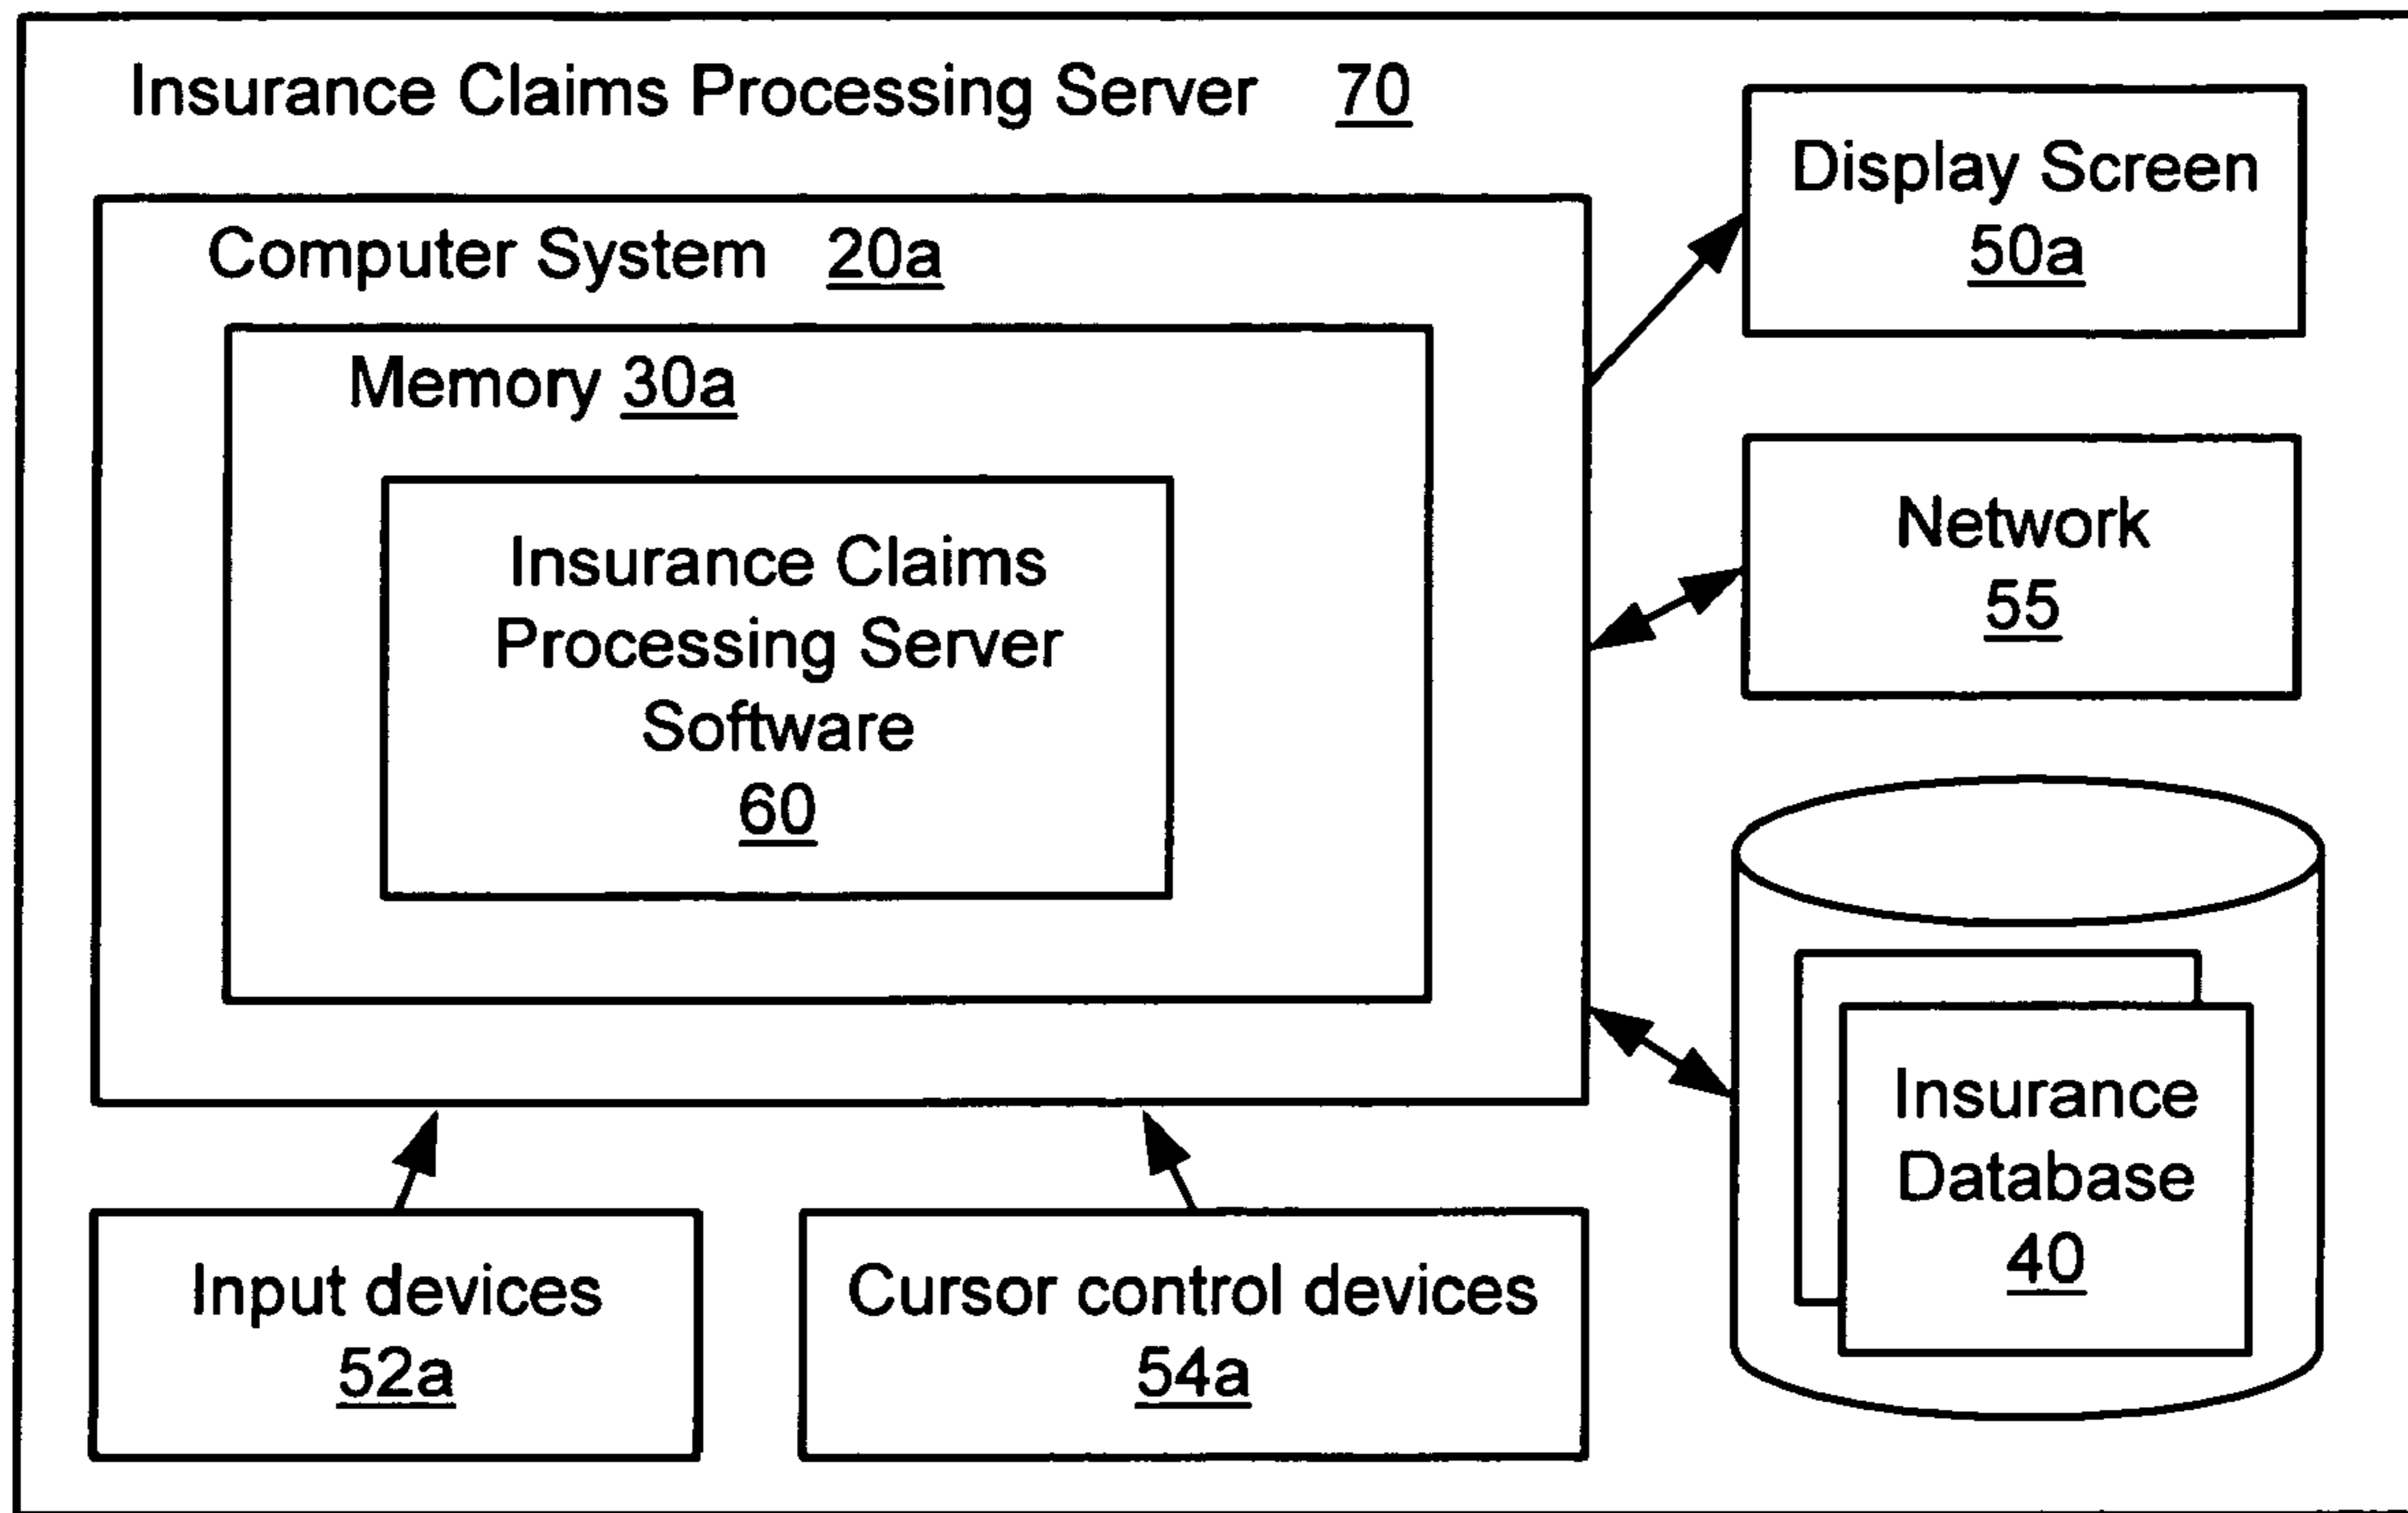 Insurance Claims Processing Server 70
Computer System 20a
Memory 30a
Insurance Claims
Processing Server
Software
60
Display Screen
50a
Network
55
Insurance
Database
40
Input devices
52a
Cursor control devices
54a